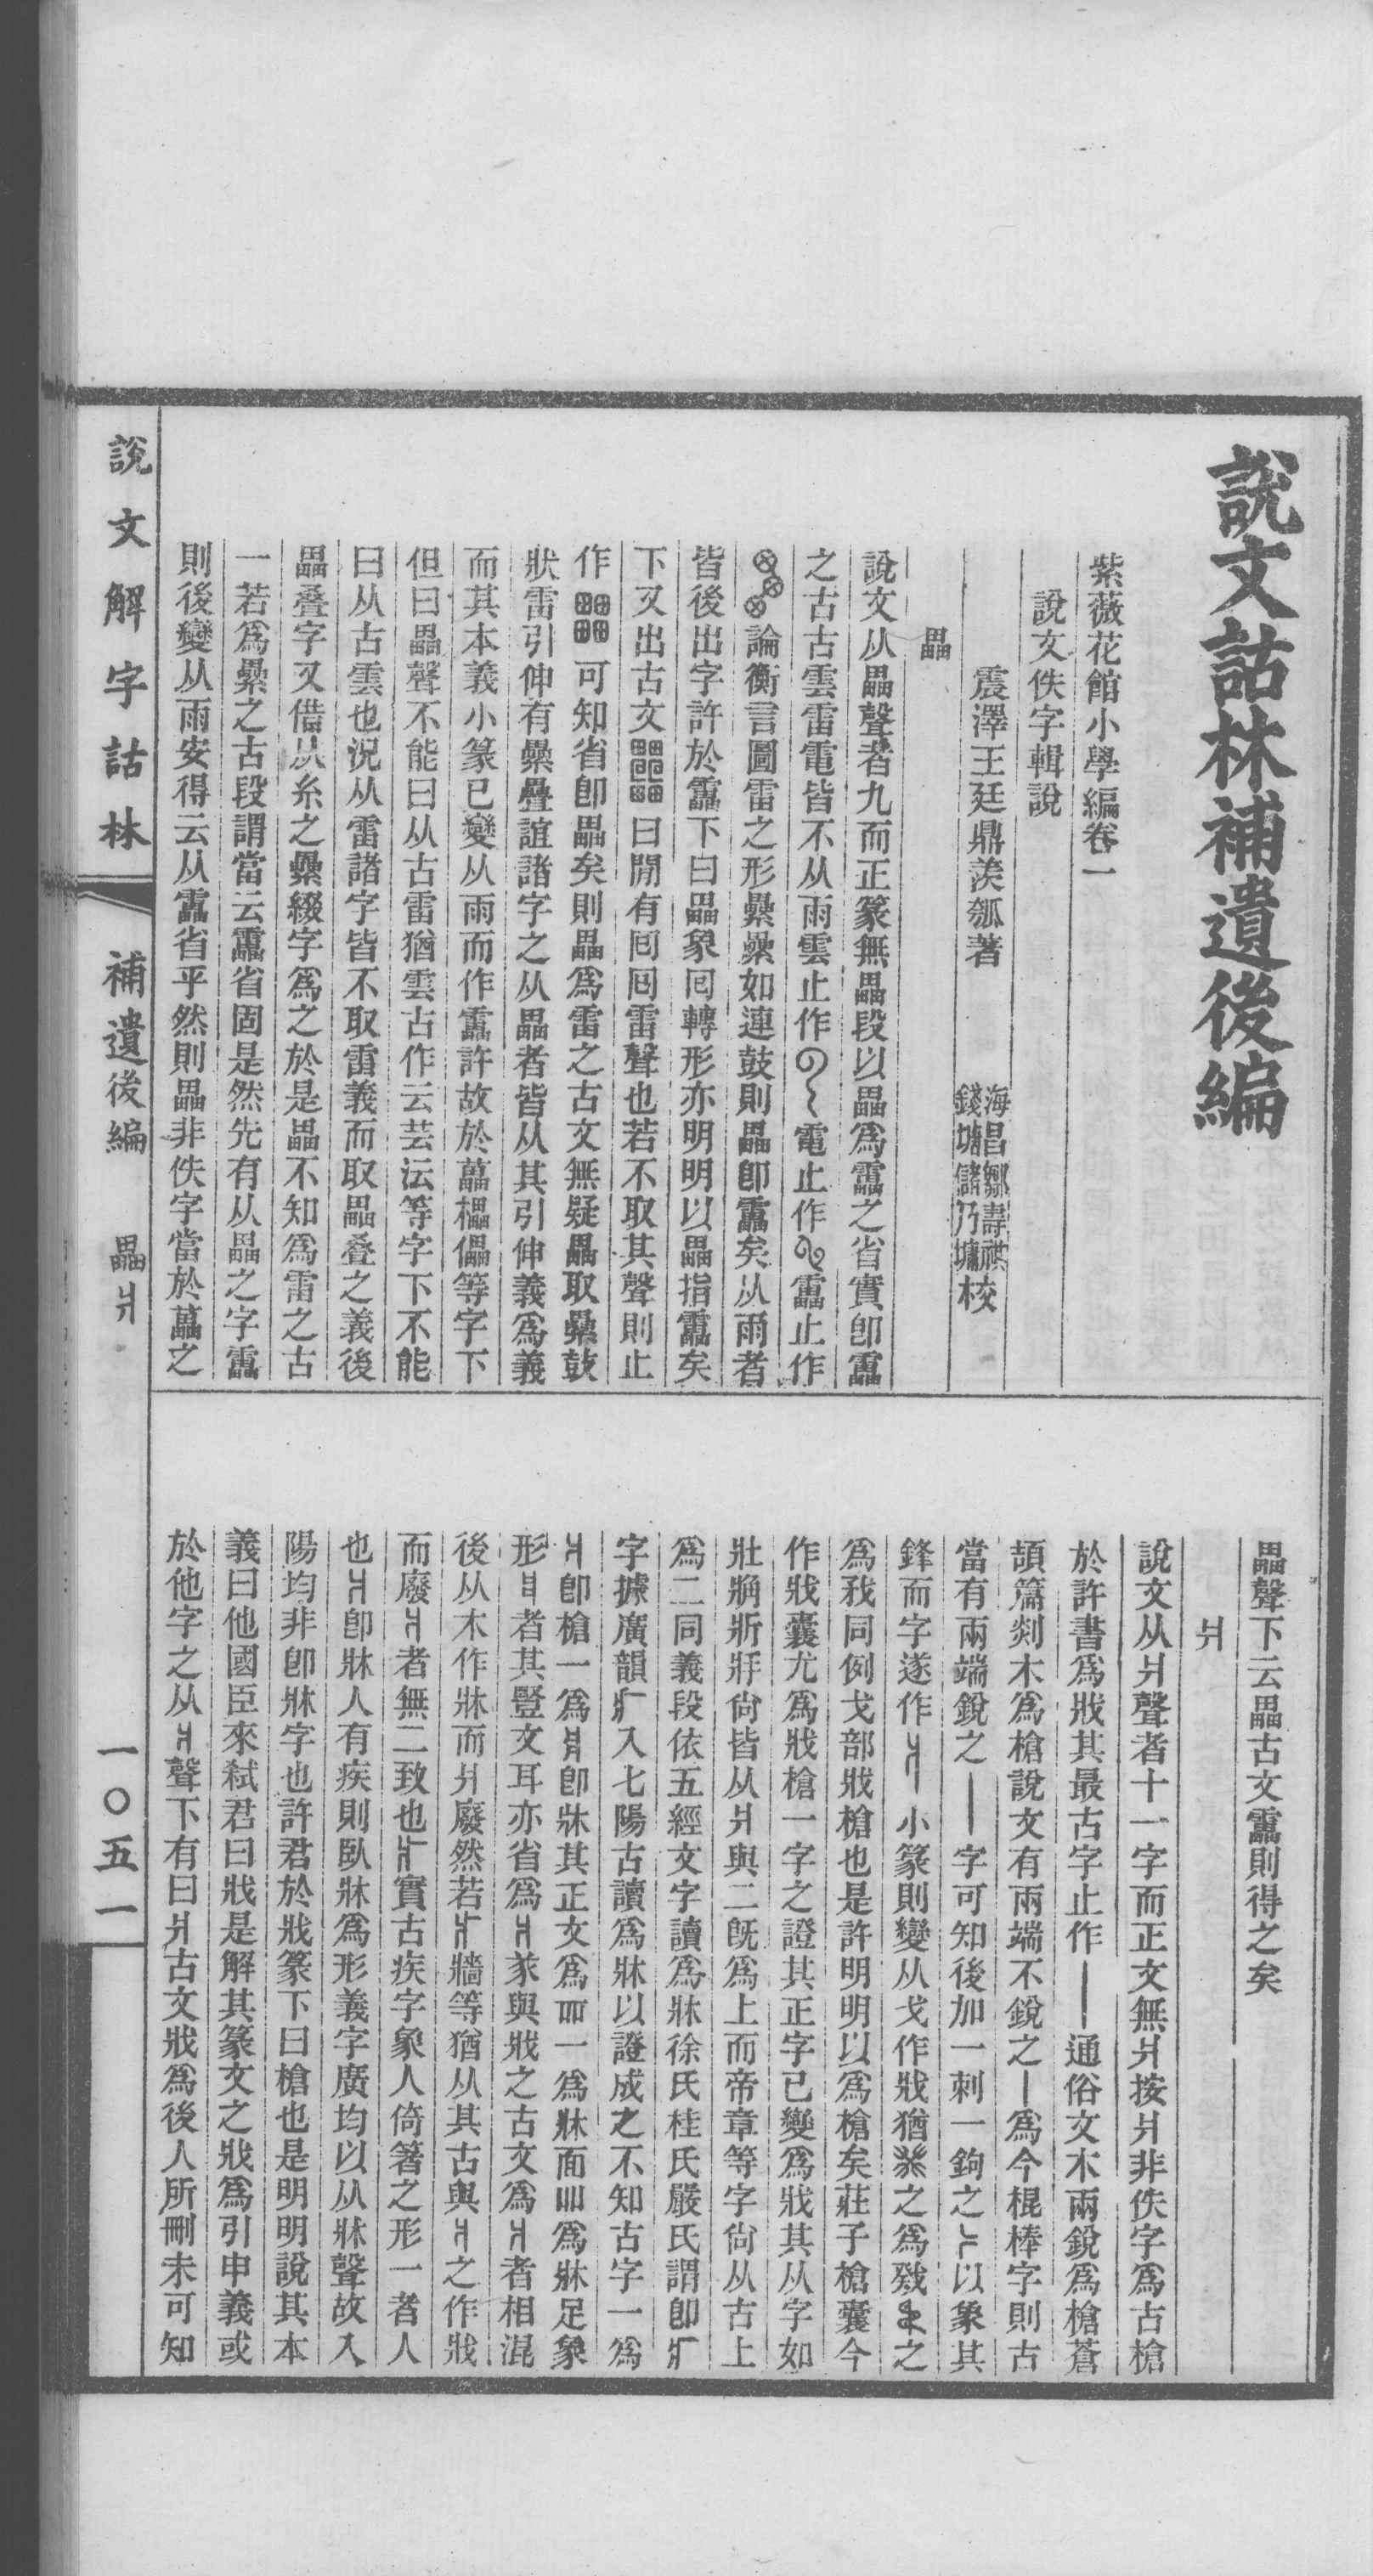 說文詁林補遺後編
紫薇花館小學編卷一
說文佚字輯說
震澤王廷鼎羙瓠著
海昌鄒壽祺
錢塘儲乃墉
校
畾
說文从畾聲者九而正篆無畾段以畾爲靁之省實卽靁
之古古雲雷電皆不从雨雲止作電止作靁止作
論衡言圖雷之形纍纍如連鼓則畾卽靁矣从雨者
皆後出字許於靁下曰畾象回轉形亦明明以畾指靁矣
下又出古文曰閒有囘囘雷聲也若不取其聲則止
作可知省卽畾矣則畾爲雷之古文無疑畾取纍鼓
狀雷引伸有纍疊誼諸字之从畾者皆从其引伸義爲義
而其本義小篆已變从雨而作靁許故於藟櫑儡等字下
但曰畾聲不能曰从古雷猶雲古作云芸沄等字下不能
曰从古雲也況从雷諸字皆不取雷義而取畾叠之義後
畾叠字又借从糸之纍綴字爲之於是畾不知爲雷之古
一若爲纍之古段謂當云靁省固是然先有从畾之字靁
則後變从雨安得云从靁省乎然則畾非佚字當於藟之
畾聲下云畾古文靁則得之矣
爿
說文从爿聲者十一字而正文無爿按爿非佚字爲古槍
於許書爲戕其最古字止作通俗文木兩銳爲槍蒼
頡篇剡木爲槍說文有兩端不銳之丨爲今棍棒字則古
當有兩端銳之字可知後加一刺一鉤之以象其
鋒而字遂作小篆則變从戈作戕猶之爲之
爲我同例戈部戕槍也是許明明以爲槍矣莊子槍囊今
作戕囊尤爲戕槍一字之證其正字已變爲戕其从字如
壯牄斨牂尙皆从爿與二旣爲上而帝章等字尙从古上
爲二同義段依五經文字讀爲牀徐氏桂氏嚴氏謂卽疒
字據廣韻疒入七陽古讀爲牀以證成之不知古字一爲
爿卽槍一爲卽牀其正文爲一爲牀面爲牀足象
形者其豎文耳亦省爲爿遂與戕之古文爲爿者相混
後从木作牀而爿廢然若牆等猶从其古與爿之作戕
而廢爿者無二致也疒實古疾字象人倚箸之形一者人
也爿卽牀人有疾則臥牀爲形義字廣均以从牀聲故入
陽均非卽牀字也許君於戕篆下曰槍也是明明說其本
義曰他國臣來弑君曰戕是解其篆文之戕爲引申義或
於他字之从爿聲下有曰爿古文戕爲後人所刪未可知
說文解字詁林
補遺後編
畾爿
一〇五一